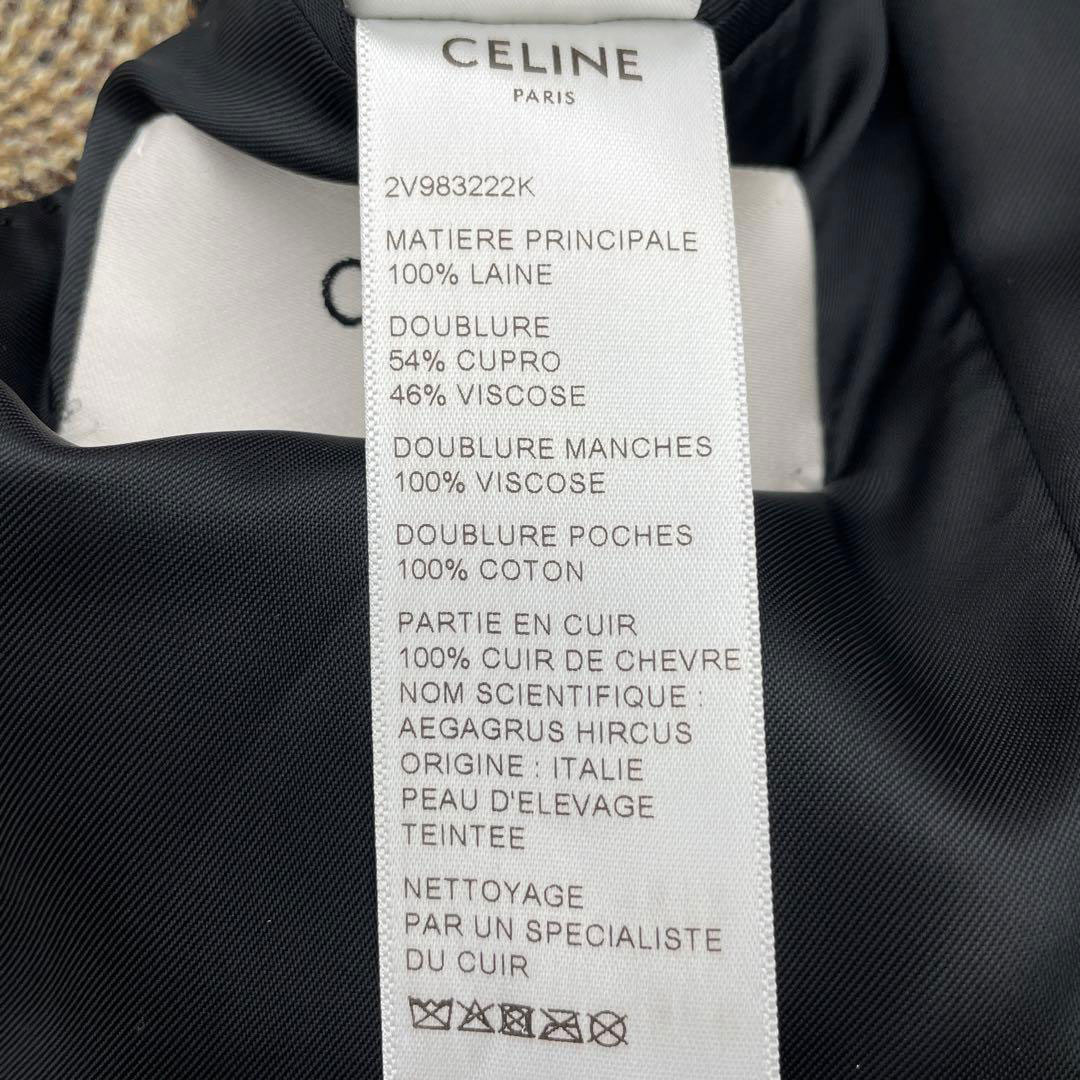 CELINE
PARIS
2V983222K
MATIERE PRINCIPALE
100% LAINE
DOUBLURE
54% CUPRO
46% VISCOSE
DOUBLURE MANCHES
100% VISCOSE
DOUBLURE POCHES
100% COTON
PARTIE EN CUIR
100% CUIR DE CHEVRE
NOM SCIENTIFIQUE :
AEGAGRUS HIRCUS
ORIGINE : ITALIE
PEAU D'ELEVAGE
TEINTEE
NETTOYAGE
PAR UN SPECIALISTE
DU CUIR